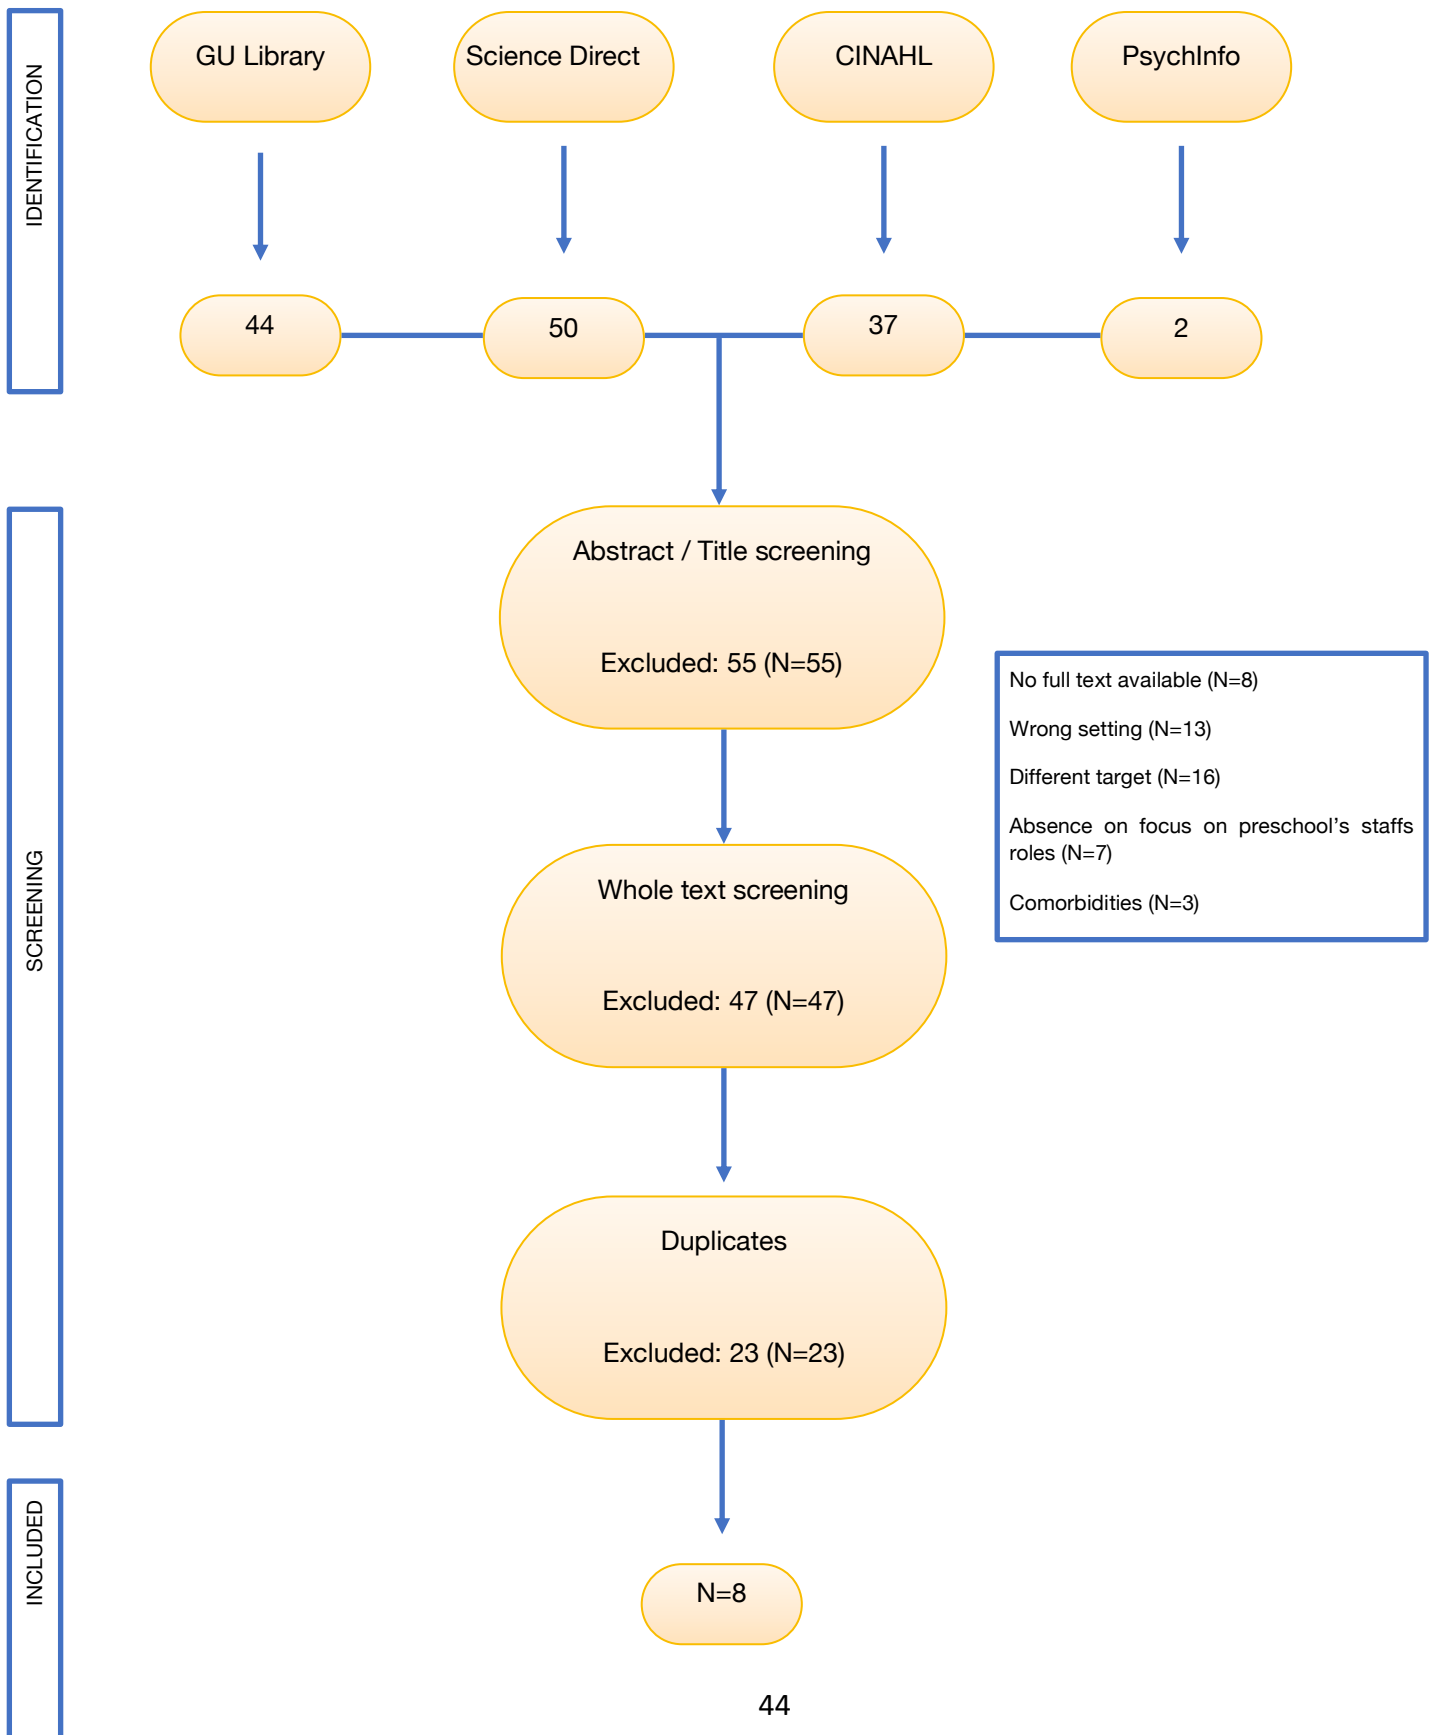 IDENTIFICATION
GU Library
Science Direct
CINAHL
PsychInfo
44
50
37
2
SCREENING
Abstract / Title screening
Excluded: 55 (N=55)
No full text available (N=8)
Wrong setting (N=13)
Different target (N=16)
Absence on focus on preschool’s staffs
roles (N=7)
Comorbidities (N=3)
Whole text screening
Excluded: 47 (N=47)
Duplicates
Excluded: 23 (N=23)
INCLUDED
N=8
44